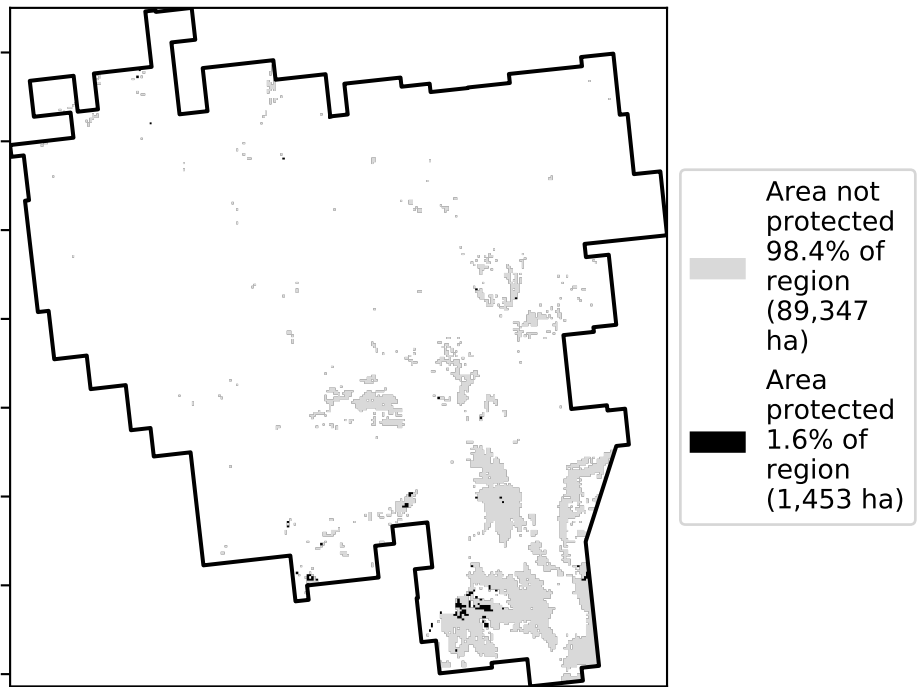 Area not
protected
98.4% of
region
(89,347
ha)
Area
protected
1.6% of
region
(1,453 ha)